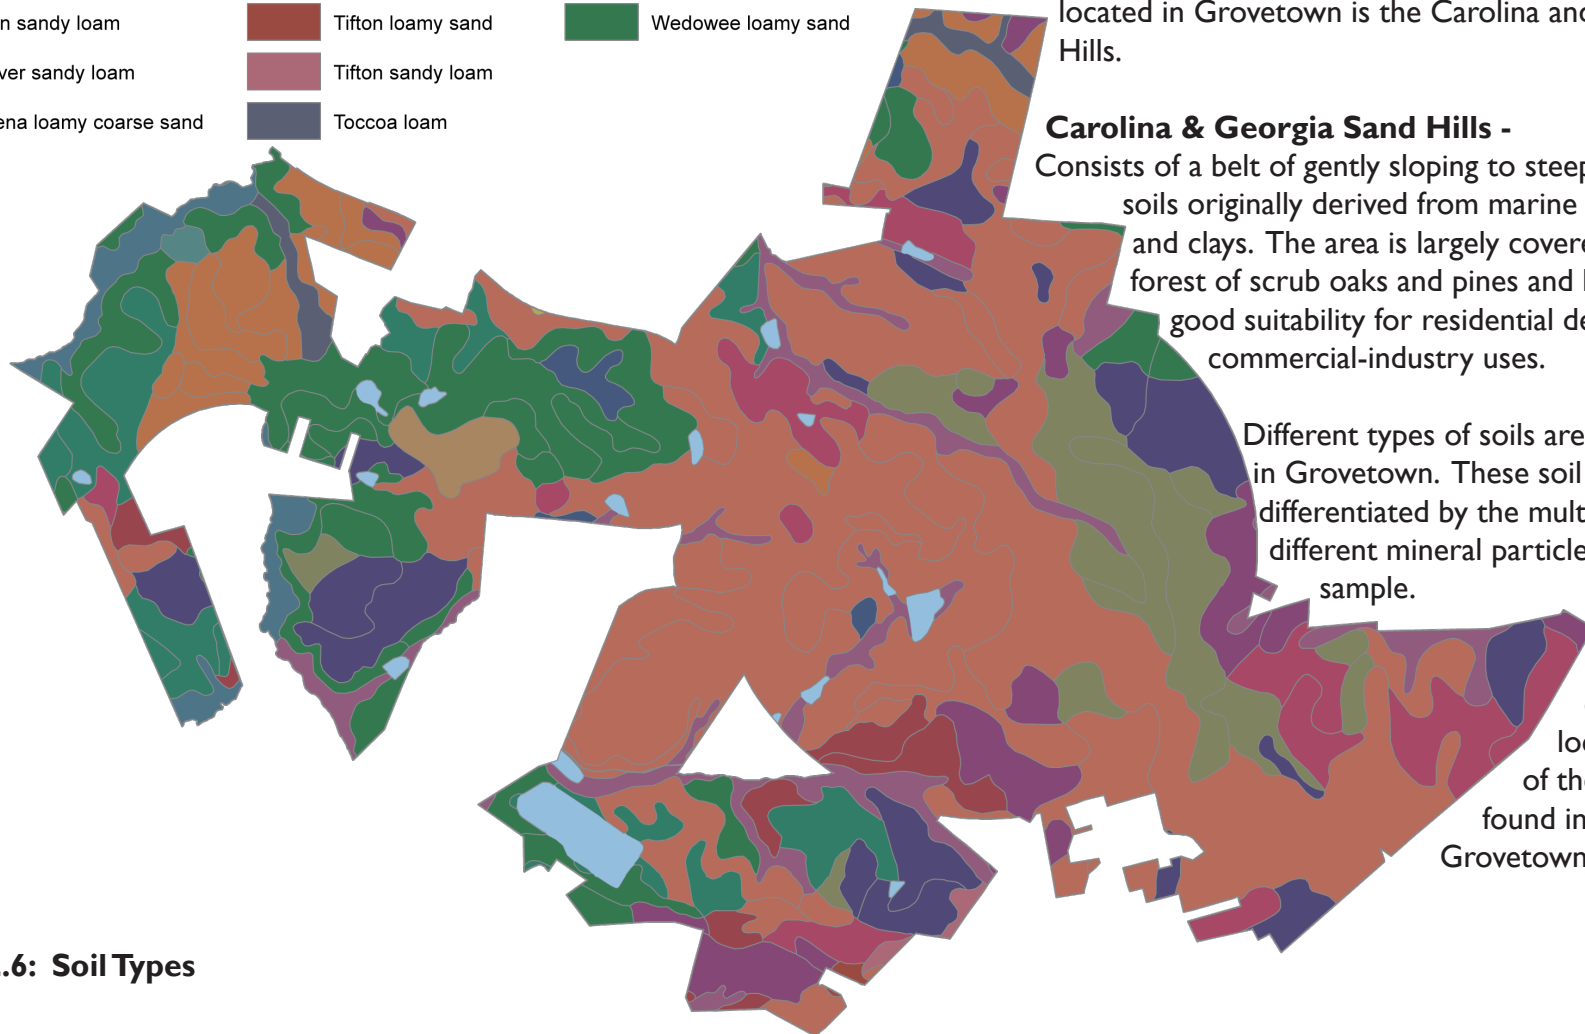 n sandy loam
Tifton loamy sand
Wedowee loamy sand
ver sandy loam
Tifton sandy loam
ena loamy coarse sand
Toccoa loam
located in Grovetown is the Carolina and
Hills.
Carolina & Georgia Sand Hills -
Consists of a belt of gently sloping to steep
soils originally derived from marine
and clays. The area is largely covere
forest of scrub oaks and pines and
good suitability for residential de
commercial-industry uses.
Different types of soils are
in Grovetown. These soil
differentiated by the mult
different mineral particle
sample.
loc
of the
found in
Grovetown
.6: Soil Types